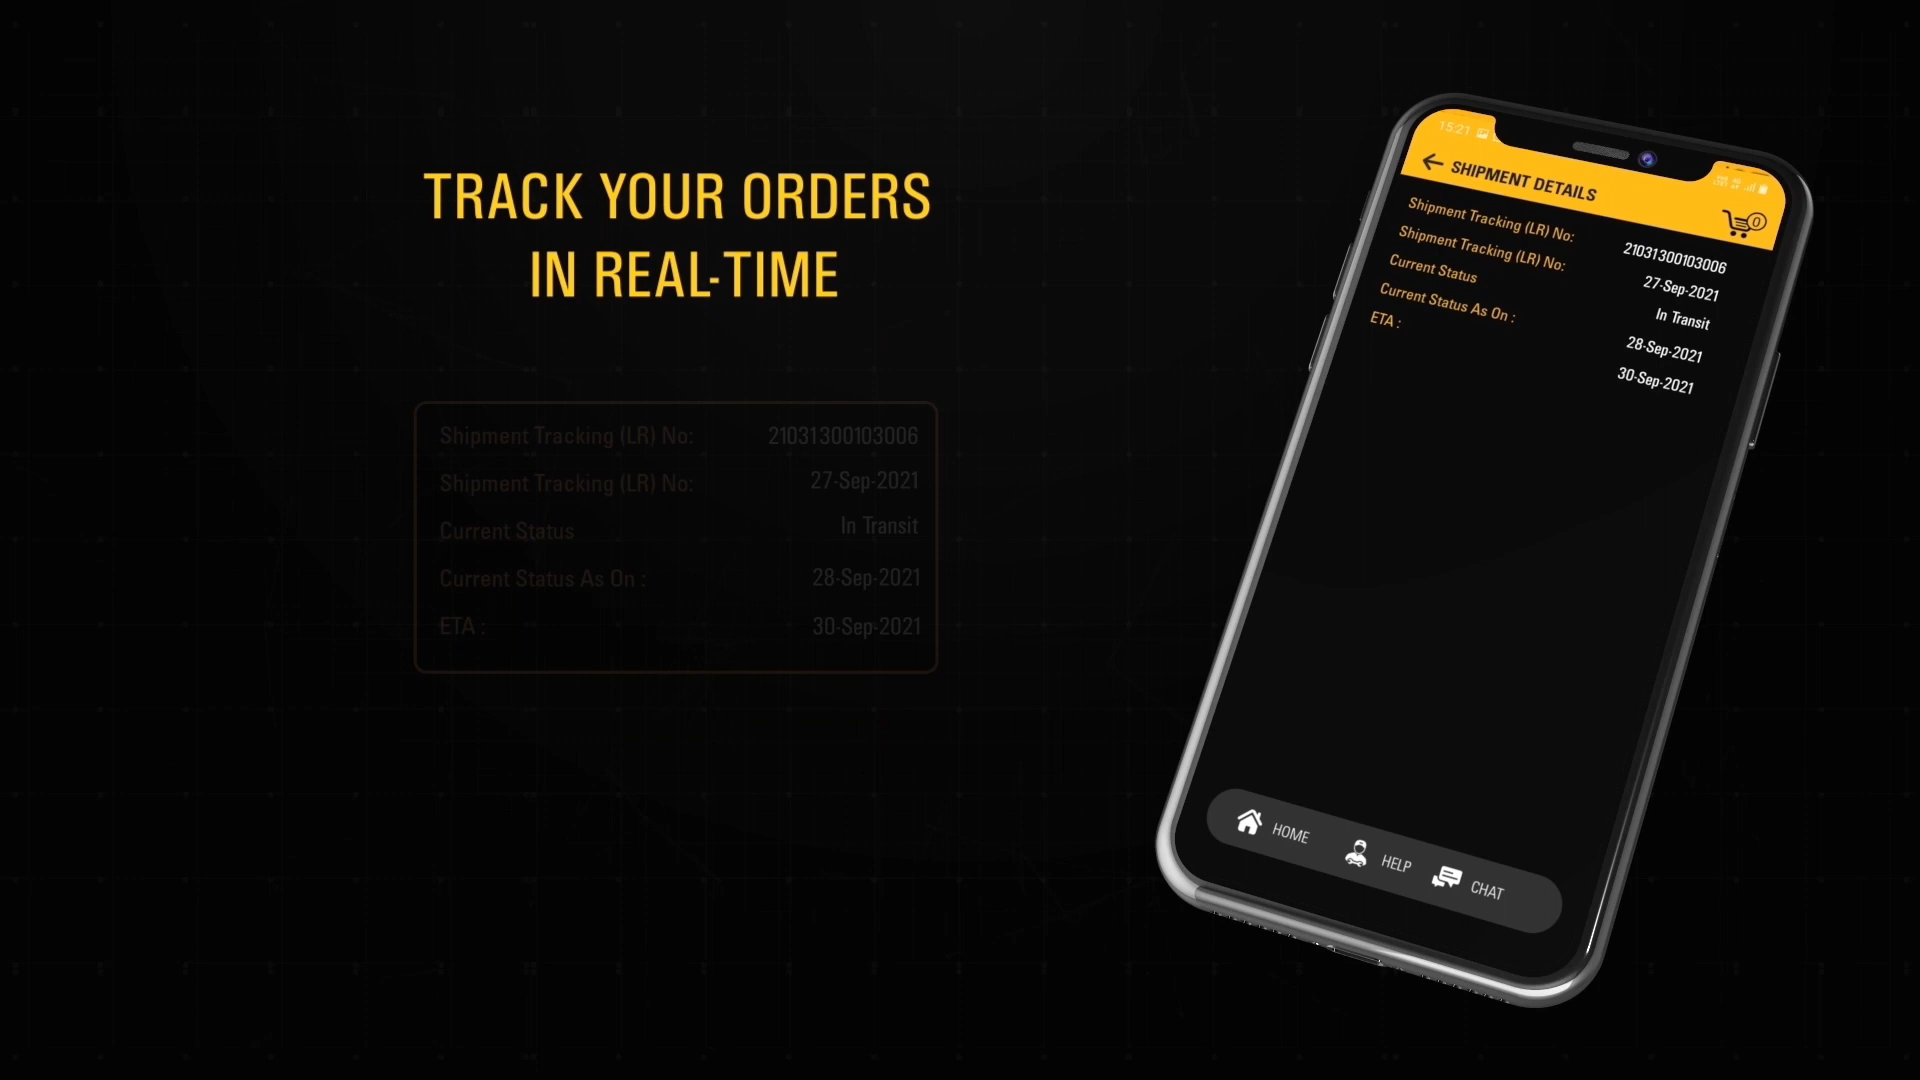 TRACK YOUR ORDERS
IN REAL-TIME
Shipment Tracking (LR) No: 21031300103006
Shipment Tracking (LR) No: 27-Sep-2021
Current Status In Transit
Current Status As On : 28-Sep-2021
ETA : 30-Sep-2021
15:21
SHIPMENT DETAILS
0
Shipment Tracking (LR) No: 21031300103006
Shipment Tracking (LR) No: 27-Sep-2021
Current Status In Transit
Current Status As On : 28-Sep-2021
ETA : 30-Sep-2021
HOME HELP CHAT